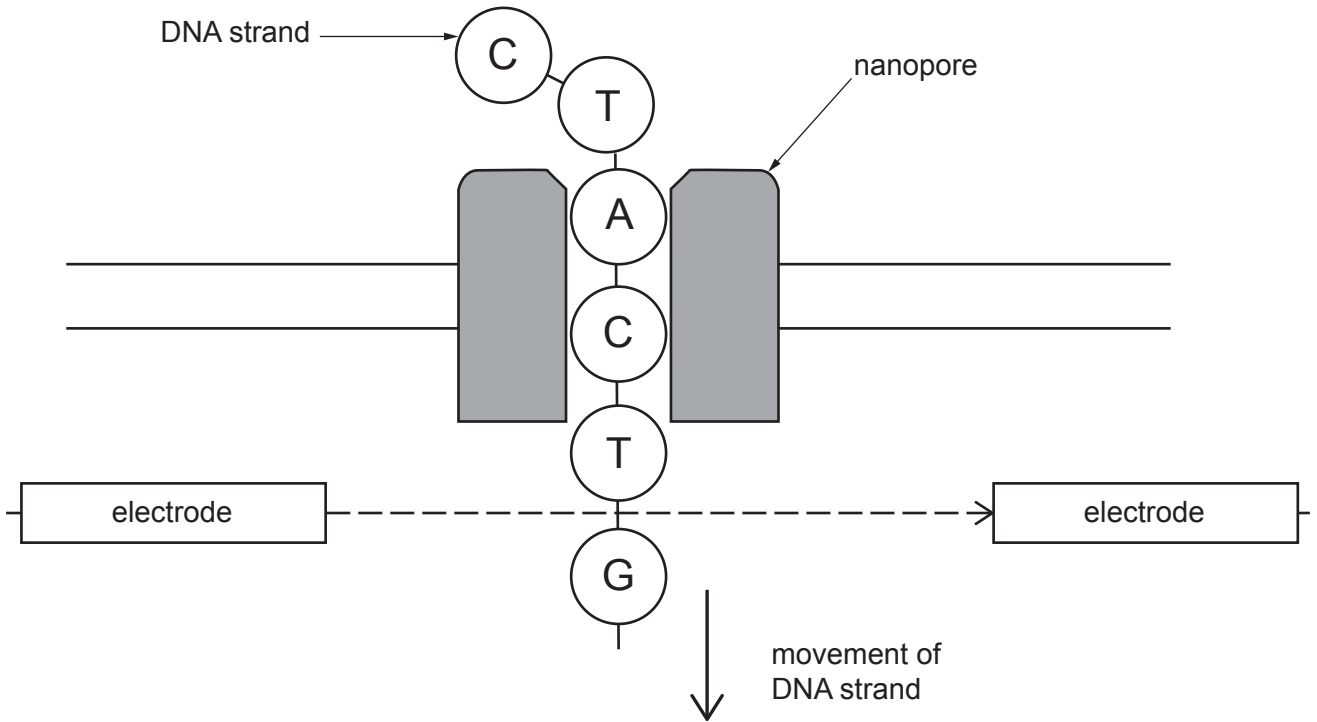 DNA strand
C
T
nanopore
A
C
T
electrode
electrode
G
movement of
DNA strand